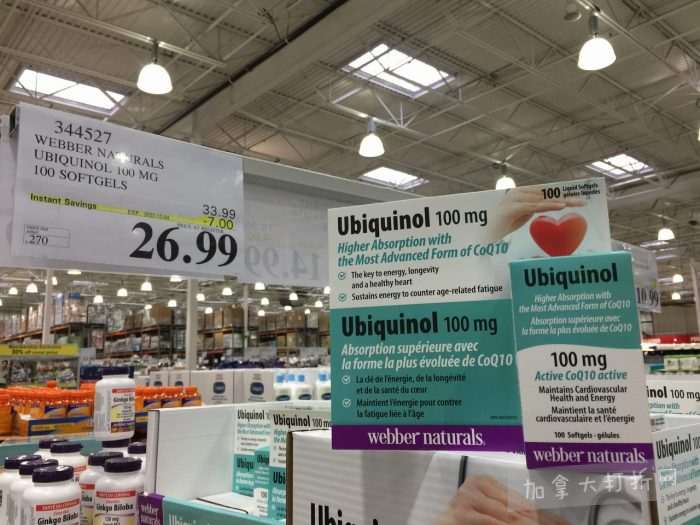 344527
WEBBER NATURALS
UBIQUINOL 100 MG
100 SOFTGELS
Instant Savings
33.99
-7.00
26.99
.270
14.99
100 Liquid Softgels
Ubiquinol 100 mg
Higher Absorption with
the Most Advanced Form of CoQ10
The key to energy, longevity
and a healthy heart
Sustains energy to counter age-related fatigue
Ubiquinol 100 mg
Absorption supérieure avec
la forme la plus évoluée de CoQ10
La clé de l'énergie, de la longévité
et de la santé du cœur
Maintient l'énergie pour contrer
la fatigue liée à l'âge
webber naturals
Ubiquinol
Higher Absorption with
the Most Advanced Form of CoQ10
Absorption supérieure avec
la forme la plus évoluée de CoQ10
100 mg
Active CoQ10 active
Maintains Cardiovascular
Health and Energy
Maintient la santé
cardiovasculaire et l'énergie
100 Softgels · gélules
webber naturals
Ubiquinol
Ubiquinol 100
Ginkgo
Ginkgo Biloba
Ginkgo Biloba
加拿大打折网